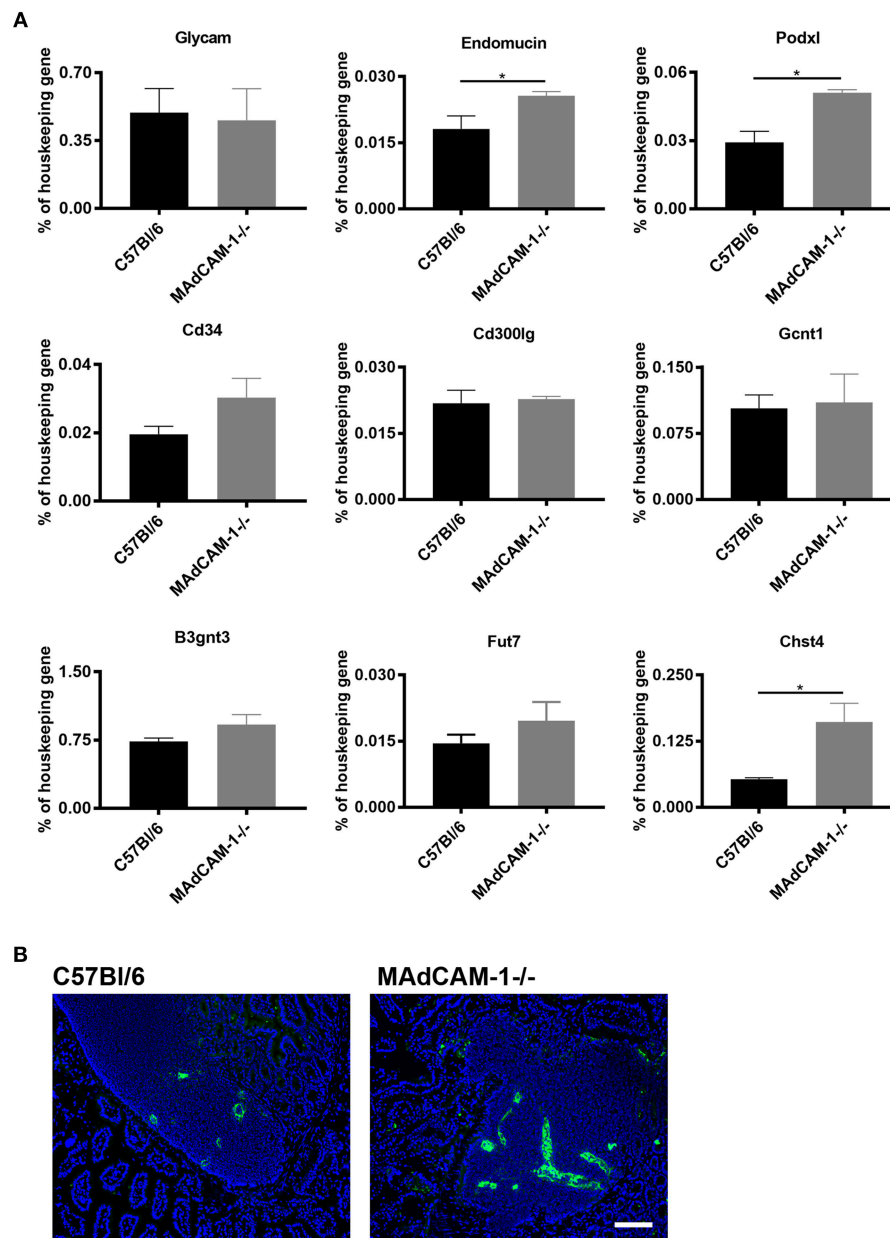 A
Glycam
% of houskeeping gene
0.70
0.35
0.00
C57Bl/6
MAdCAM-1-/-
Endomucin
% of houskeeping gene
0.030
0.015
0.000
*
C57Bl/6
MAdCAM-1-/-
Podxl
% of houskeeping gene
0.06
0.03
0.00
*
C57Bl/6
MAdCAM-1-/-
Cd34
% of houskeeping gene
0.04
0.02
0.00
C57Bl/6
MAdCAM-1-/-
Cd300lg
% of houskeeping gene
0.030
0.015
0.000
C57Bl/6
MAdCAM-1-/-
Gcnt1
% of houskeeping gene
0.150
0.075
0.000
C57Bl/6
MAdCAM-1-/-
B3gnt3
% of houskeeping gene
1.50
0.75
0.00
C57Bl/6
MAdCAM-1-/-
Fut7
% of houskeeping gene
0.030
0.015
0.000
C57Bl/6
MAdCAM-1-/-
Chst4
% of houskeeping gene
0.250
0.125
0.000
*
C57Bl/6
MAdCAM-1-/-
B
C57Bl/6
MAdCAM-1-/-